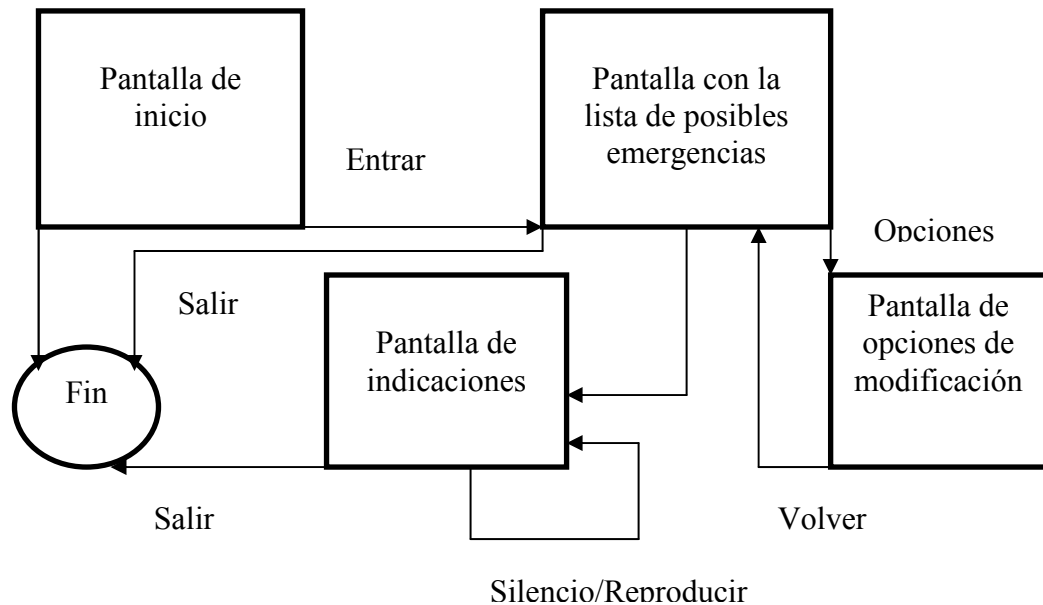 Pantalla de
inicio
Pantalla con la
lista de posibles
emergencias
Entrar
Opciones
Salir
Pantalla de
indicaciones
Pantalla de
opciones de
modificación
Fin
Salir
Volver
Silencio/Reproducir